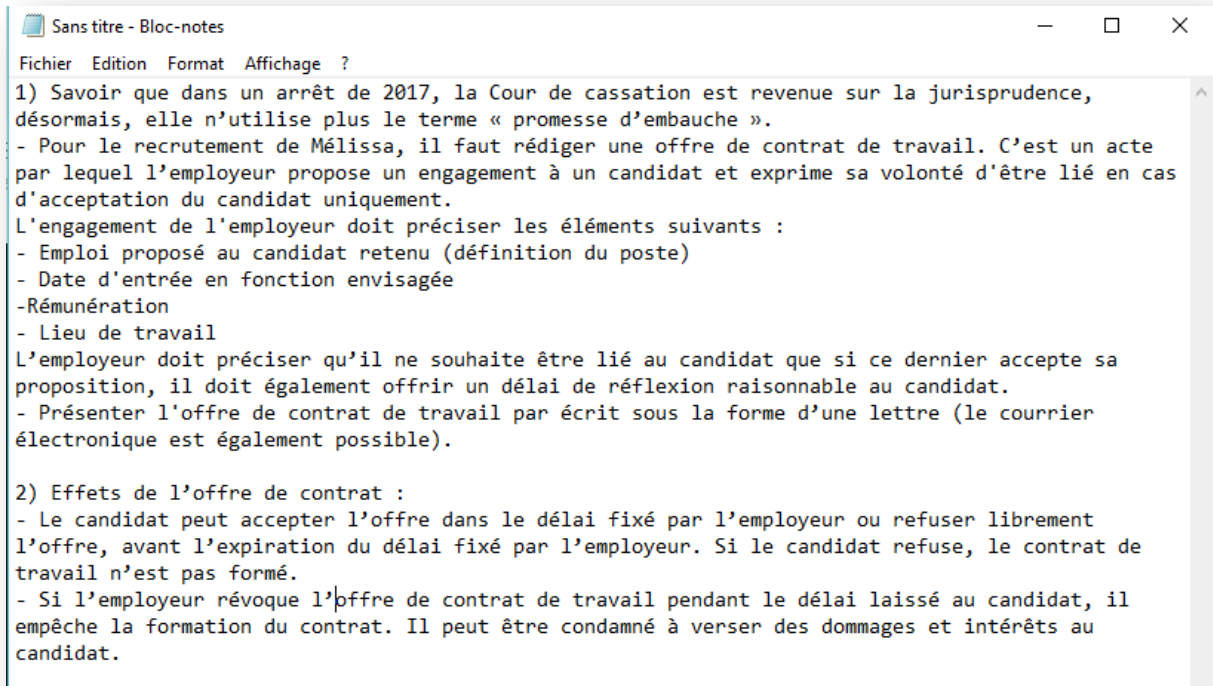 Sans titre - Bloc-notes
Fichier Edition Format Affichage ?
1) Savoir que dans un arrêt de 2017, la Cour de cassation est revenue sur la jurisprudence,
désormais, elle n’utilise plus le terme « promesse d’embauche ».
- Pour le recrutement de Mélissa, il faut rédiger une offre de contrat de travail. C’est un acte
par lequel l’employeur propose un engagement à un candidat et exprime sa volonté d'être lié en cas
d'acceptation du candidat uniquement.
L'engagement de l'employeur doit préciser les éléments suivants :
- Emploi proposé au candidat retenu (définition du poste)
- Date d'entrée en fonction envisagée
-Rémunération
- Lieu de travail
L’employeur doit préciser qu’il ne souhaite être lié au candidat que si ce dernier accepte sa
proposition, il doit également offrir un délai de réflexion raisonnable au candidat.
- Présenter l'offre de contrat de travail par écrit sous la forme d’une lettre (le courrier
électronique est également possible).
2) Effets de l’offre de contrat :
- Le candidat peut accepter l’offre dans le délai fixé par l’employeur ou refuser librement
l’offre, avant l’expiration du délai fixé par l’employeur. Si le candidat refuse, le contrat de
travail n’est pas formé.
- Si l’employeur révoque l’offre de contrat de travail pendant le délai laissé au candidat, il
empêche la formation du contrat. Il peut être condamné à verser des dommages et intérêts au
candidat.